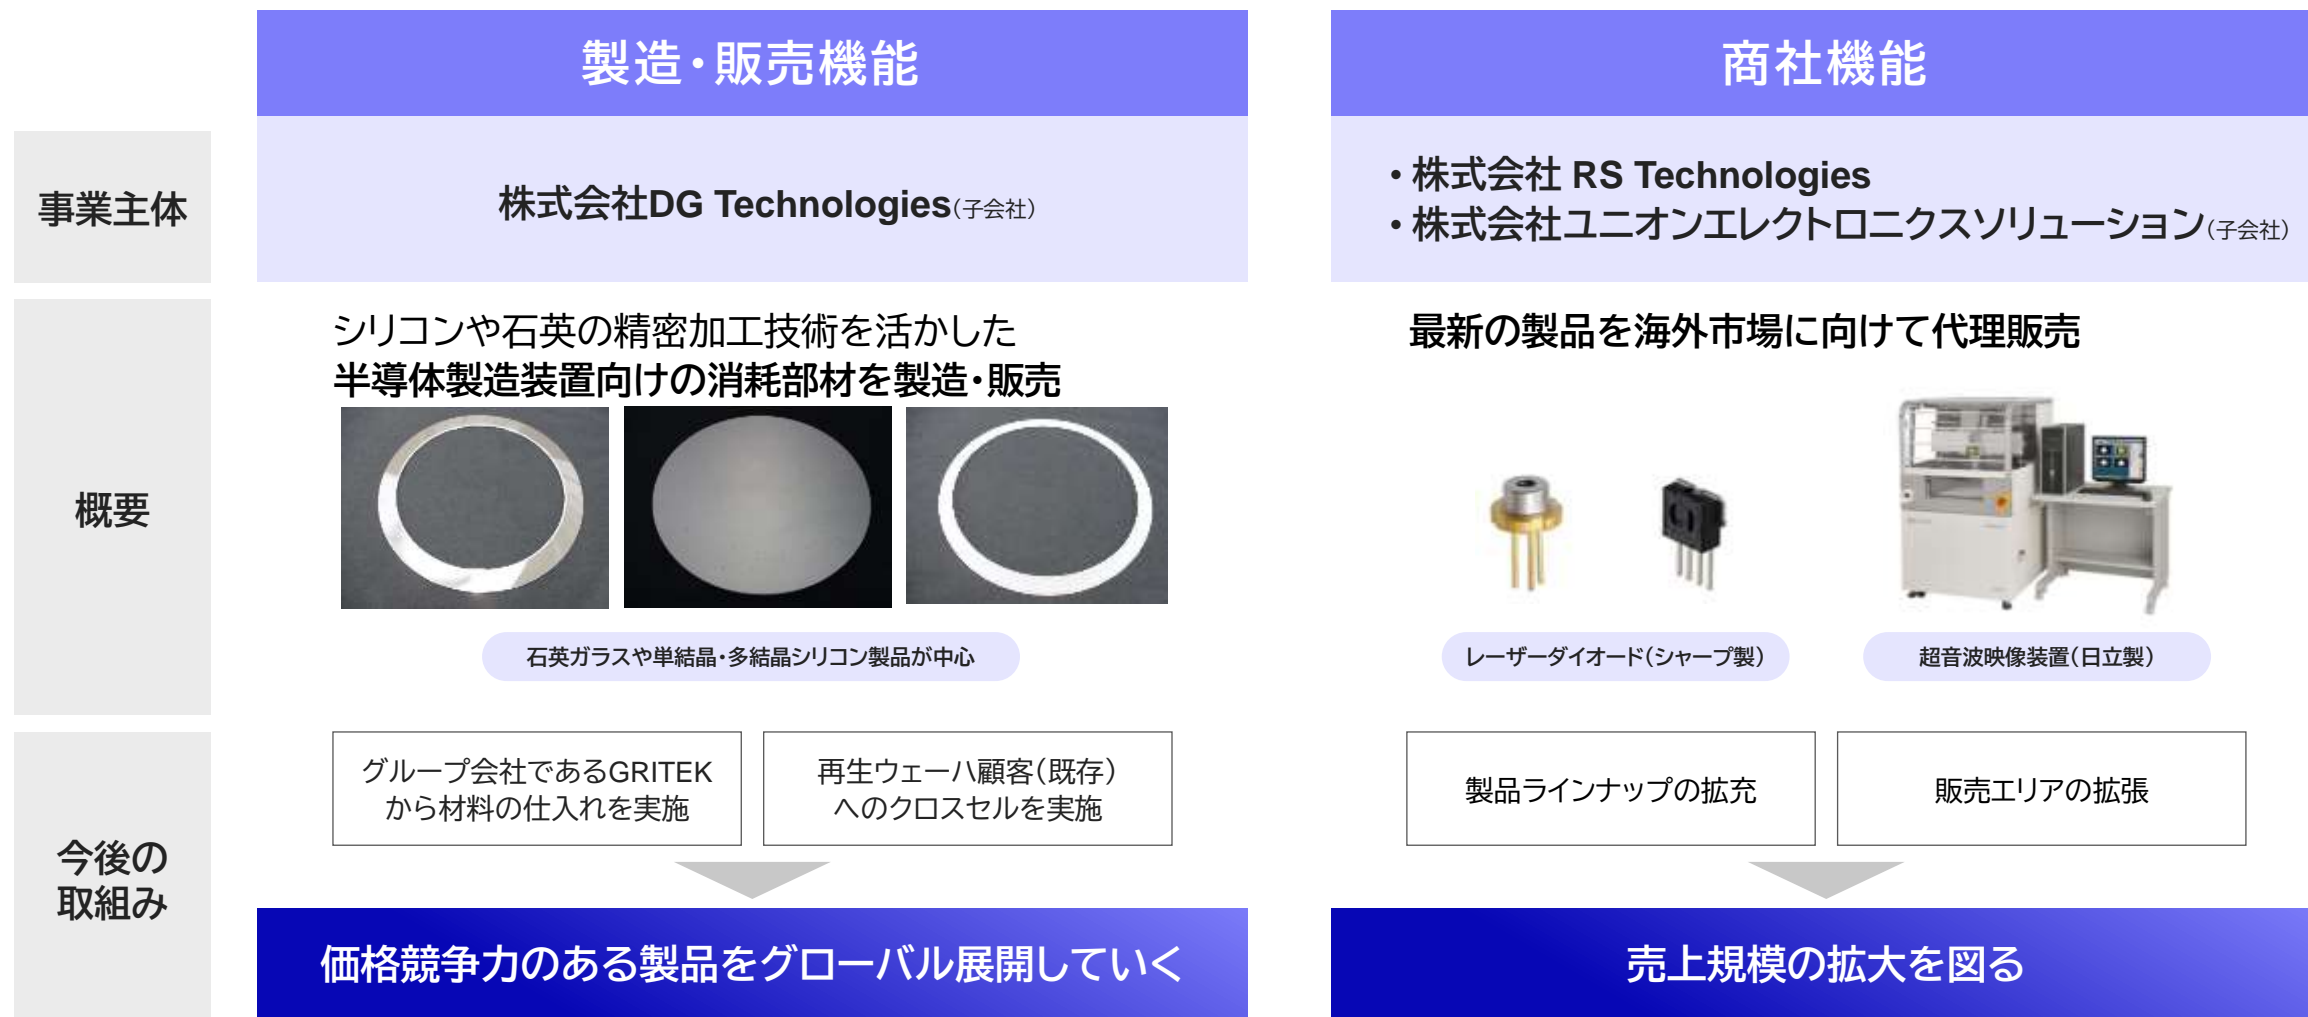 製造・販売機能
商社機能
事業主体
株式会社DG Technologies(子会社)
・株式会社 RS Technologies
・株式会社ユニオンエレクトロニクスソリューション(子会社)
概要
シリコンや石英の精密加工技術を活かした
半導体製造装置向けの消耗部材を製造・販売
石英ガラスや単結晶・多結晶シリコン製品が中心
最新の製品を海外市場に向けて代理販売
レーザーダイオード(シャープ製)
超音波映像装置(日立製)
今後の
取組み
グループ会社であるGRITEK
から材料の仕入れを実施
再生ウェーハ顧客(既存)
へのクロスセルを実施
価格競争力のある製品をグローバル展開していく
製品ラインナップの拡充
販売エリアの拡張
売上規模の拡大を図る